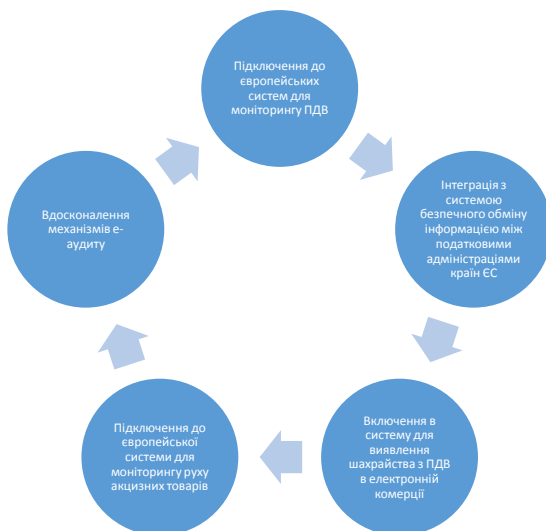 Підключення до
європейських
систем для
моніторингу ПДВ
Інтеграція з
системою
безпечного обміну
інформацією між
податковими
адміністраціями
країн ЄС
Включення в
систему для
виявлення
шахрайства з ПДВ
в електронній
комерції
Підключення до
європейської
системи для
моніторингу руху
акцизних товарів
Вдосконалення
механізмів е-
аудиту